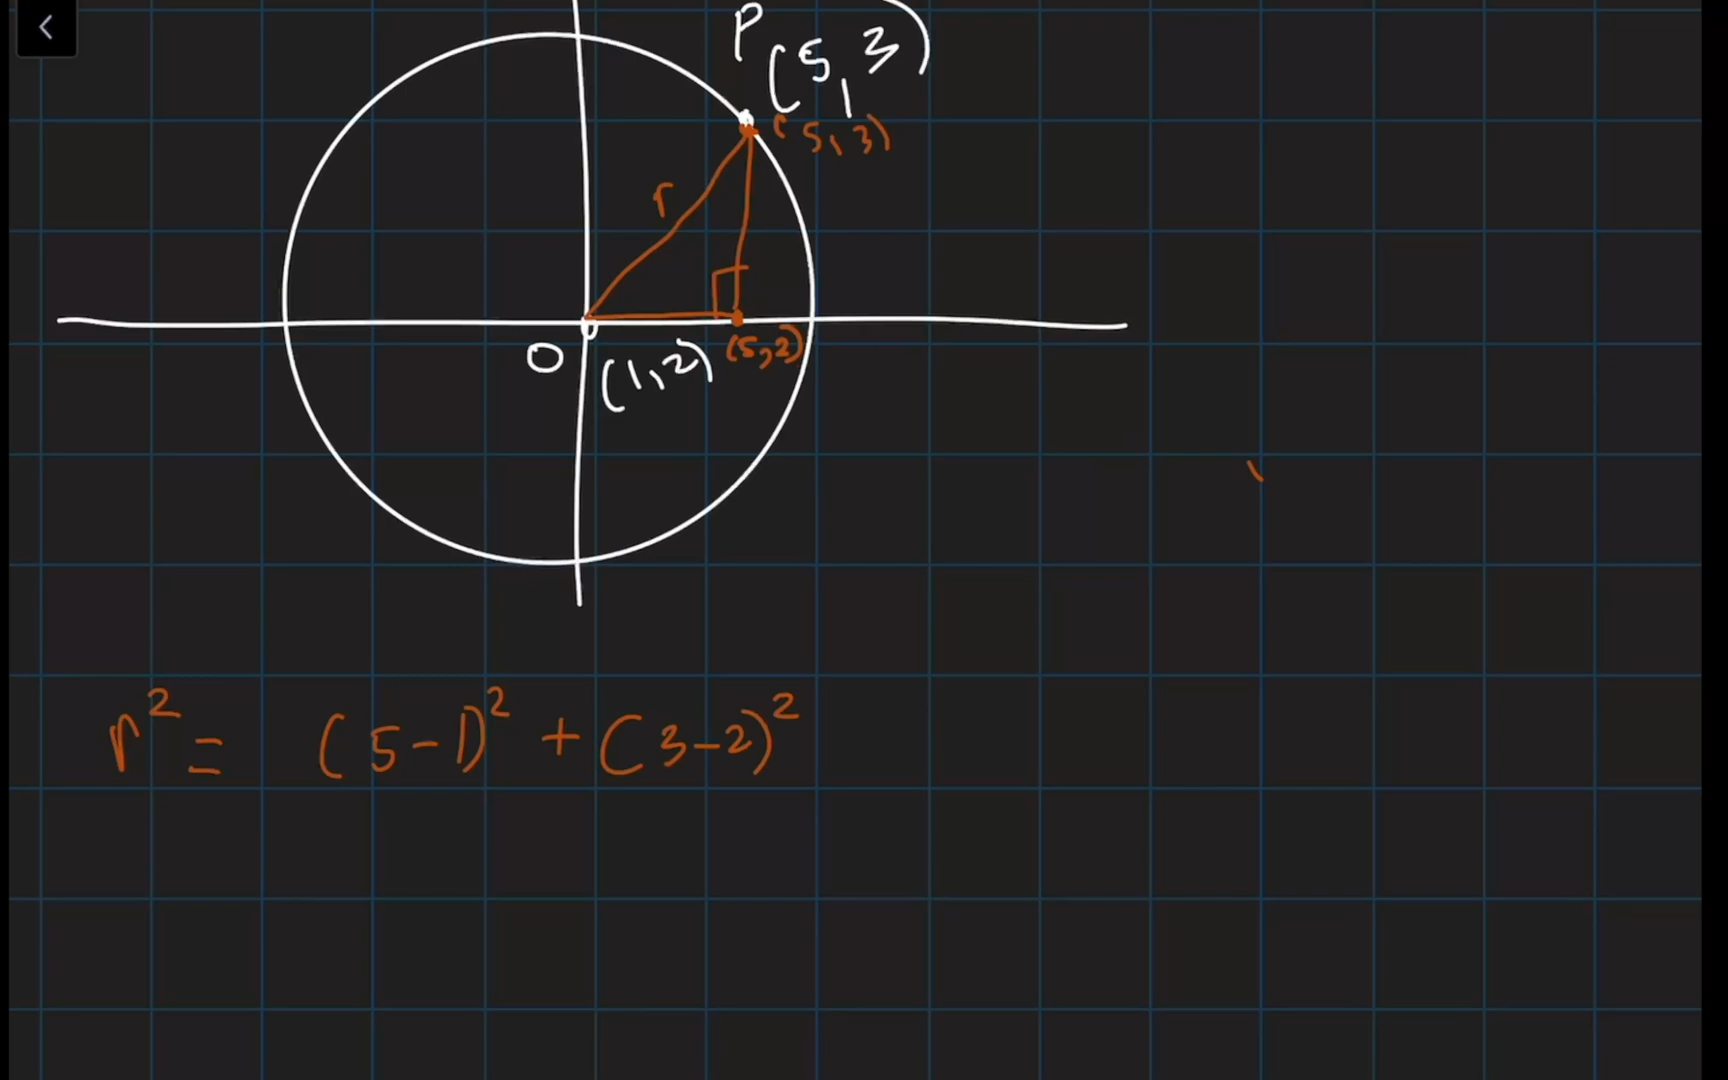 P
(5, 3)
(5, 3)
r
O
(1, 2)
(5, 2)
r² = (5-1)² + (3-2)²